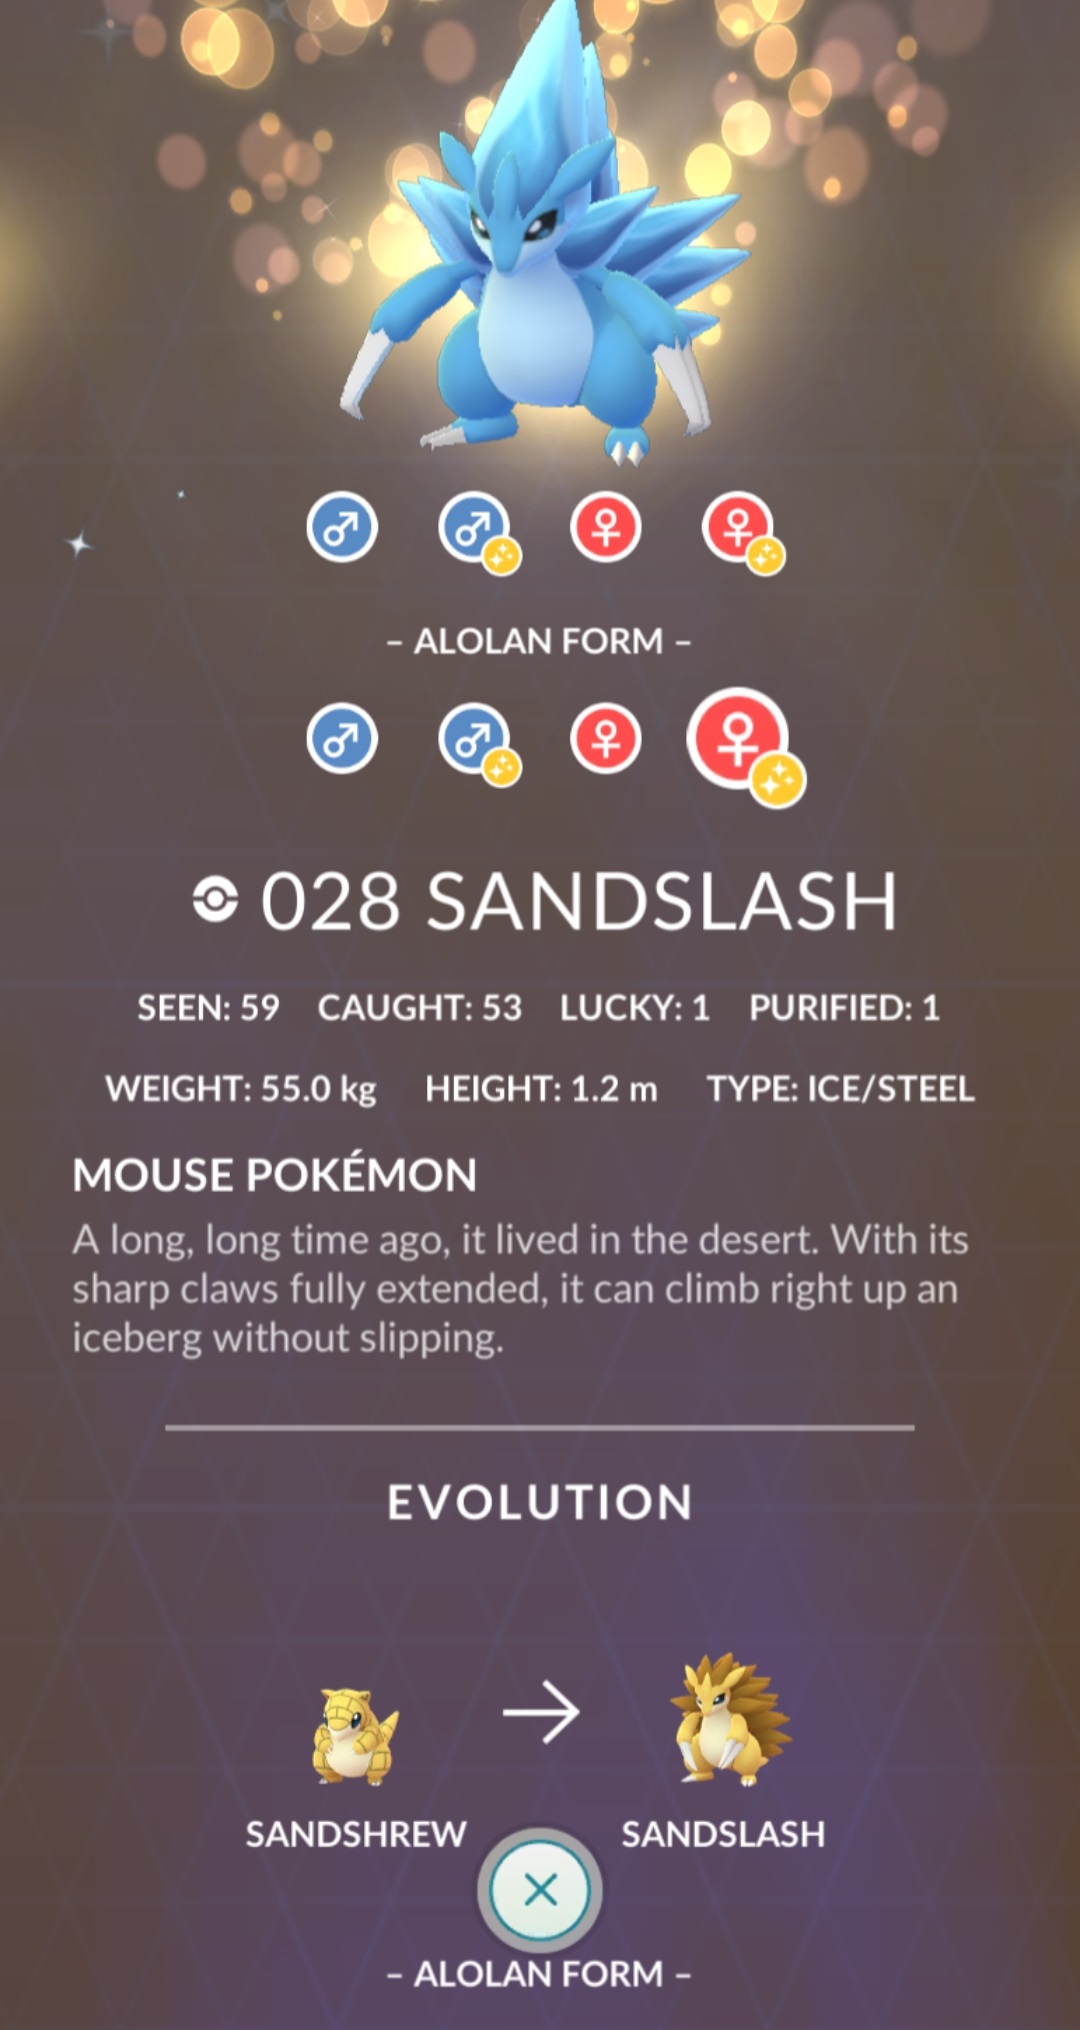 – ALOLAN FORM –
028 SANDSLASH
SEEN: 59 CAUGHT: 53 LUCKY: 1 PURIFIED: 1
WEIGHT: 55.0 kg HEIGHT: 1.2 m TYPE: ICE/STEEL
MOUSE POKÉMON
A long, long time ago, it lived in the desert. With its
sharp claws fully extended, it can climb right up an
iceberg without slipping.
EVOLUTION
SANDSHREW SANDSLASH
– ALOLAN FORM –